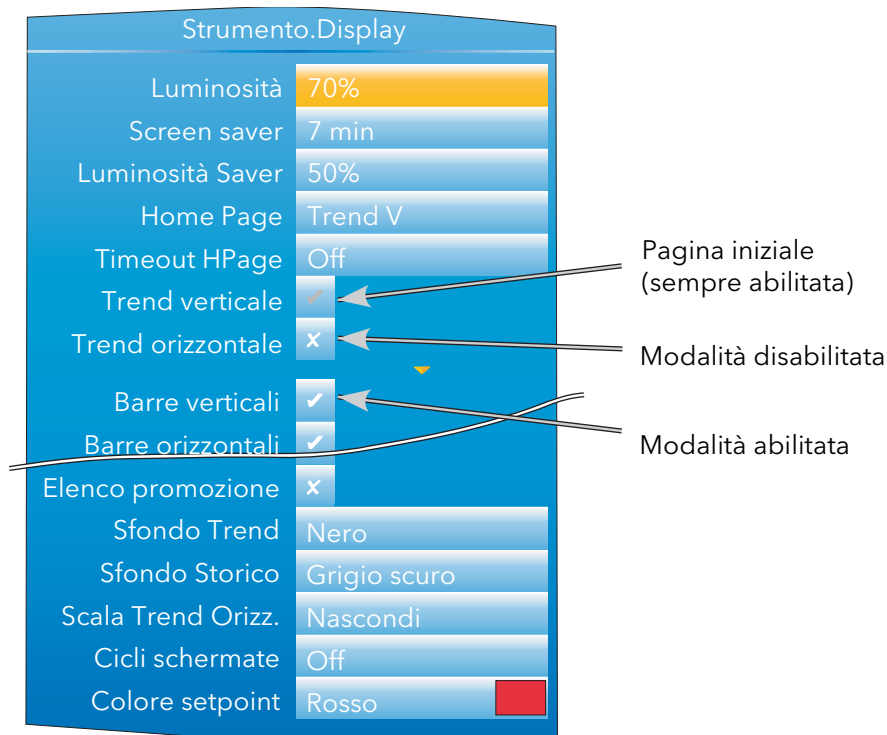 Strumento.Display
Luminosità 70%
Screen saver 7 min
Luminosità Saver 50%
Home Page Trend V
Timeout HPage Off
Trend verticale ✔
Trend orizzontale ✘
Barre verticali ✔
Barre orizzontali ✔
Elenco promozione ✘
Sfondo Trend Nero
Sfondo Storico Grigio scuro
Scala Trend Orizz. Nascondi
Cicli schermate Off
Colore setpoint Rosso
Pagina iniziale
(sempre abilitata)
Modalità disabilitata
Modalità abilitata